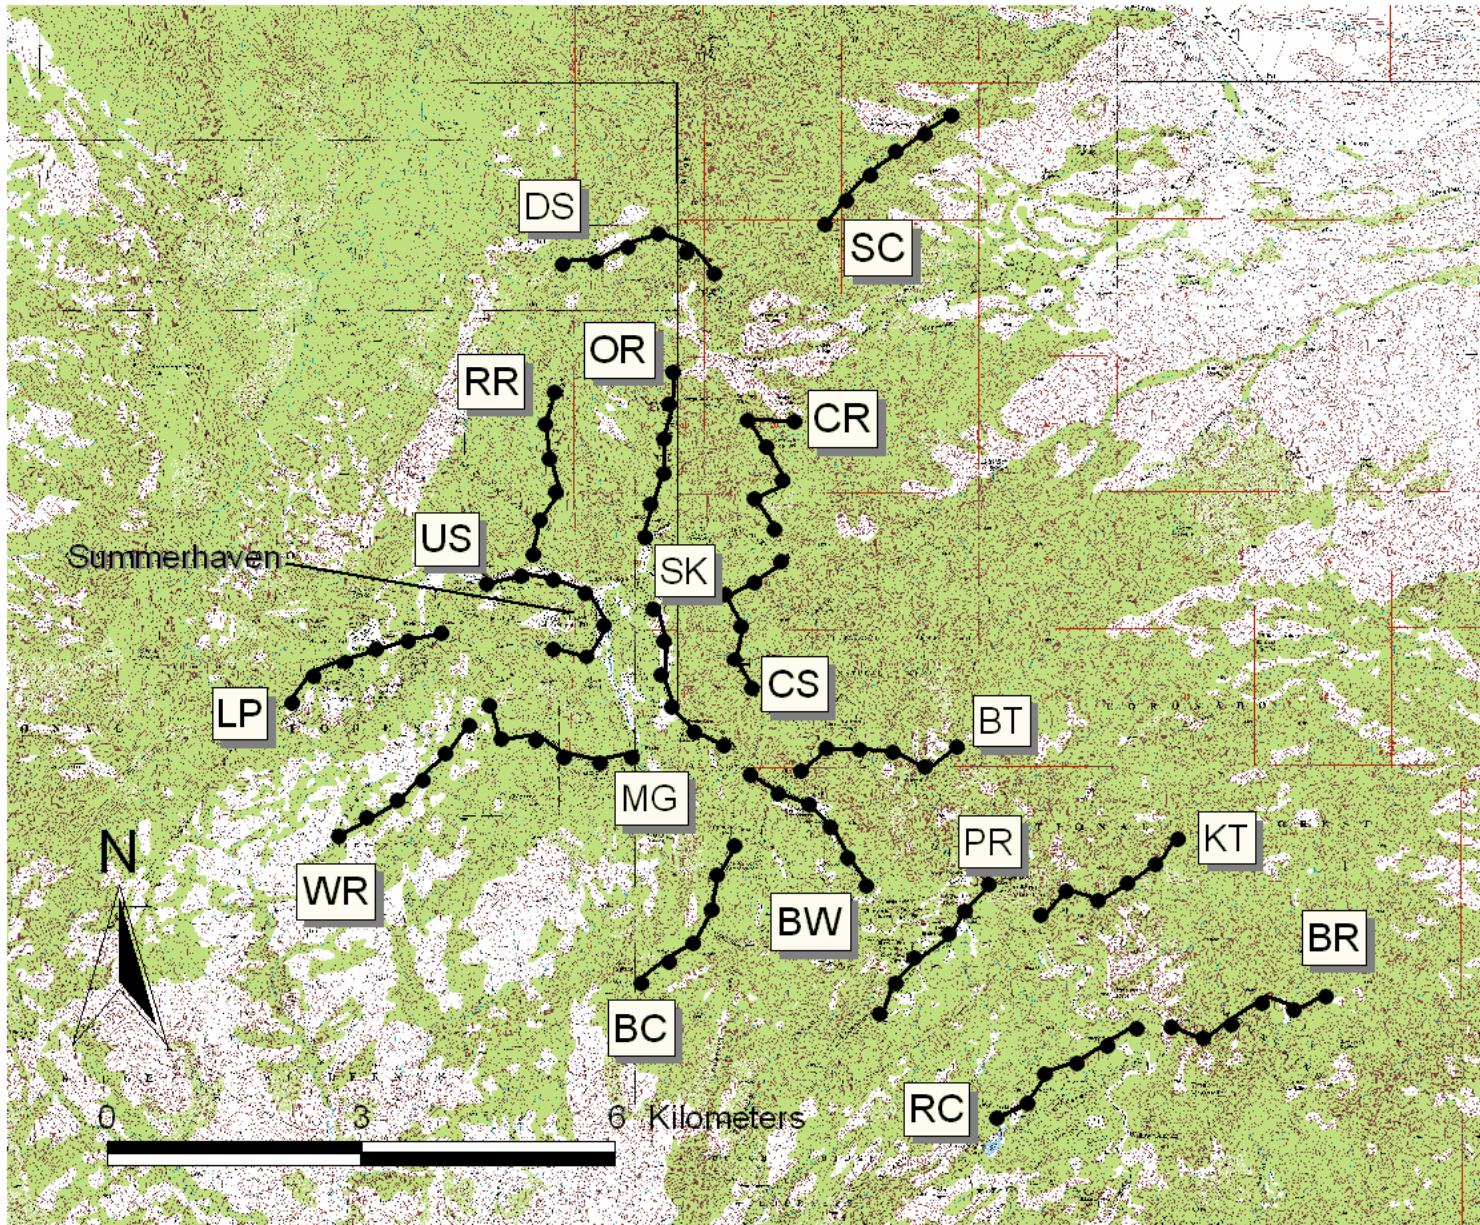 DS
SC
OR
RR
CR
US
Summerhaven
SK
CS
LP
BT
MG
PR
KT
N
WR
BW
BR
BC
RC
0 3 6 Kilometers